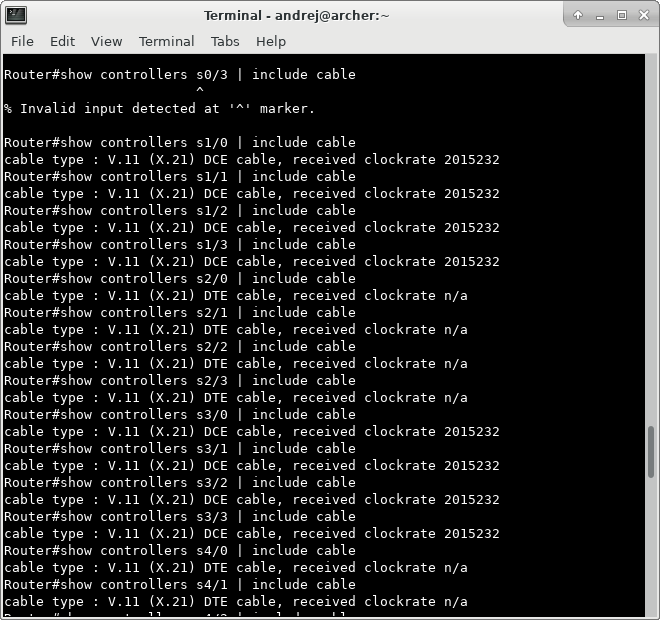 Terminal - andrej@archer:~
File Edit View Terminal Tabs Help
Router#show controllers s0/3 | include cable
^
% Invalid input detected at '^' marker.
Router#show controllers s1/0 | include cable
cable type : V.11 (X.21) DCE cable, received clockrate 2015232
Router#show controllers s1/1 | include cable
cable type : V.11 (X.21) DCE cable, received clockrate 2015232
Router#show controllers s1/2 | include cable
cable type : V.11 (X.21) DCE cable, received clockrate 2015232
Router#show controllers s1/3 | include cable
cable type : V.11 (X.21) DCE cable, received clockrate 2015232
Router#show controllers s2/0 | include cable
cable type : V.11 (X.21) DTE cable, received clockrate n/a
Router#show controllers s2/1 | include cable
cable type : V.11 (X.21) DTE cable, received clockrate n/a
Router#show controllers s2/2 | include cable
cable type : V.11 (X.21) DTE cable, received clockrate n/a
Router#show controllers s2/3 | include cable
cable type : V.11 (X.21) DTE cable, received clockrate n/a
Router#show controllers s3/0 | include cable
cable type : V.11 (X.21) DCE cable, received clockrate 2015232
Router#show controllers s3/1 | include cable
cable type : V.11 (X.21) DCE cable, received clockrate 2015232
Router#show controllers s3/2 | include cable
cable type : V.11 (X.21) DCE cable, received clockrate 2015232
Router#show controllers s3/3 | include cable
cable type : V.11 (X.21) DCE cable, received clockrate 2015232
Router#show controllers s4/0 | include cable
cable type : V.11 (X.21) DTE cable, received clockrate n/a
Router#show controllers s4/1 | include cable
cable type : V.11 (X.21) DTE cable, received clockrate n/a